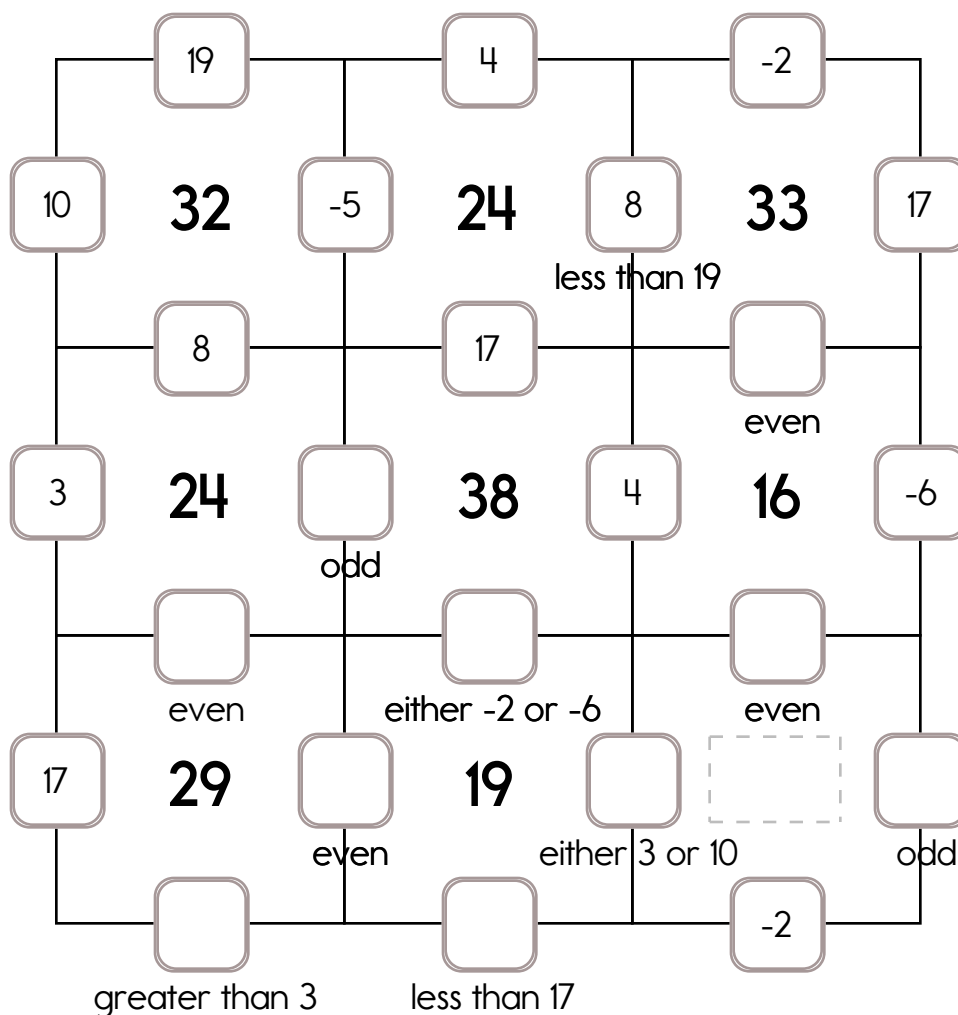 19 4 -2
10 32 -5 24 8 33 17
less than 19
8 17
even
3 24 38 4 16 -6
odd
even either -2 or -6 even
17 29 19
even either 3 or 10 odd
-2
greater than 3 less than 17